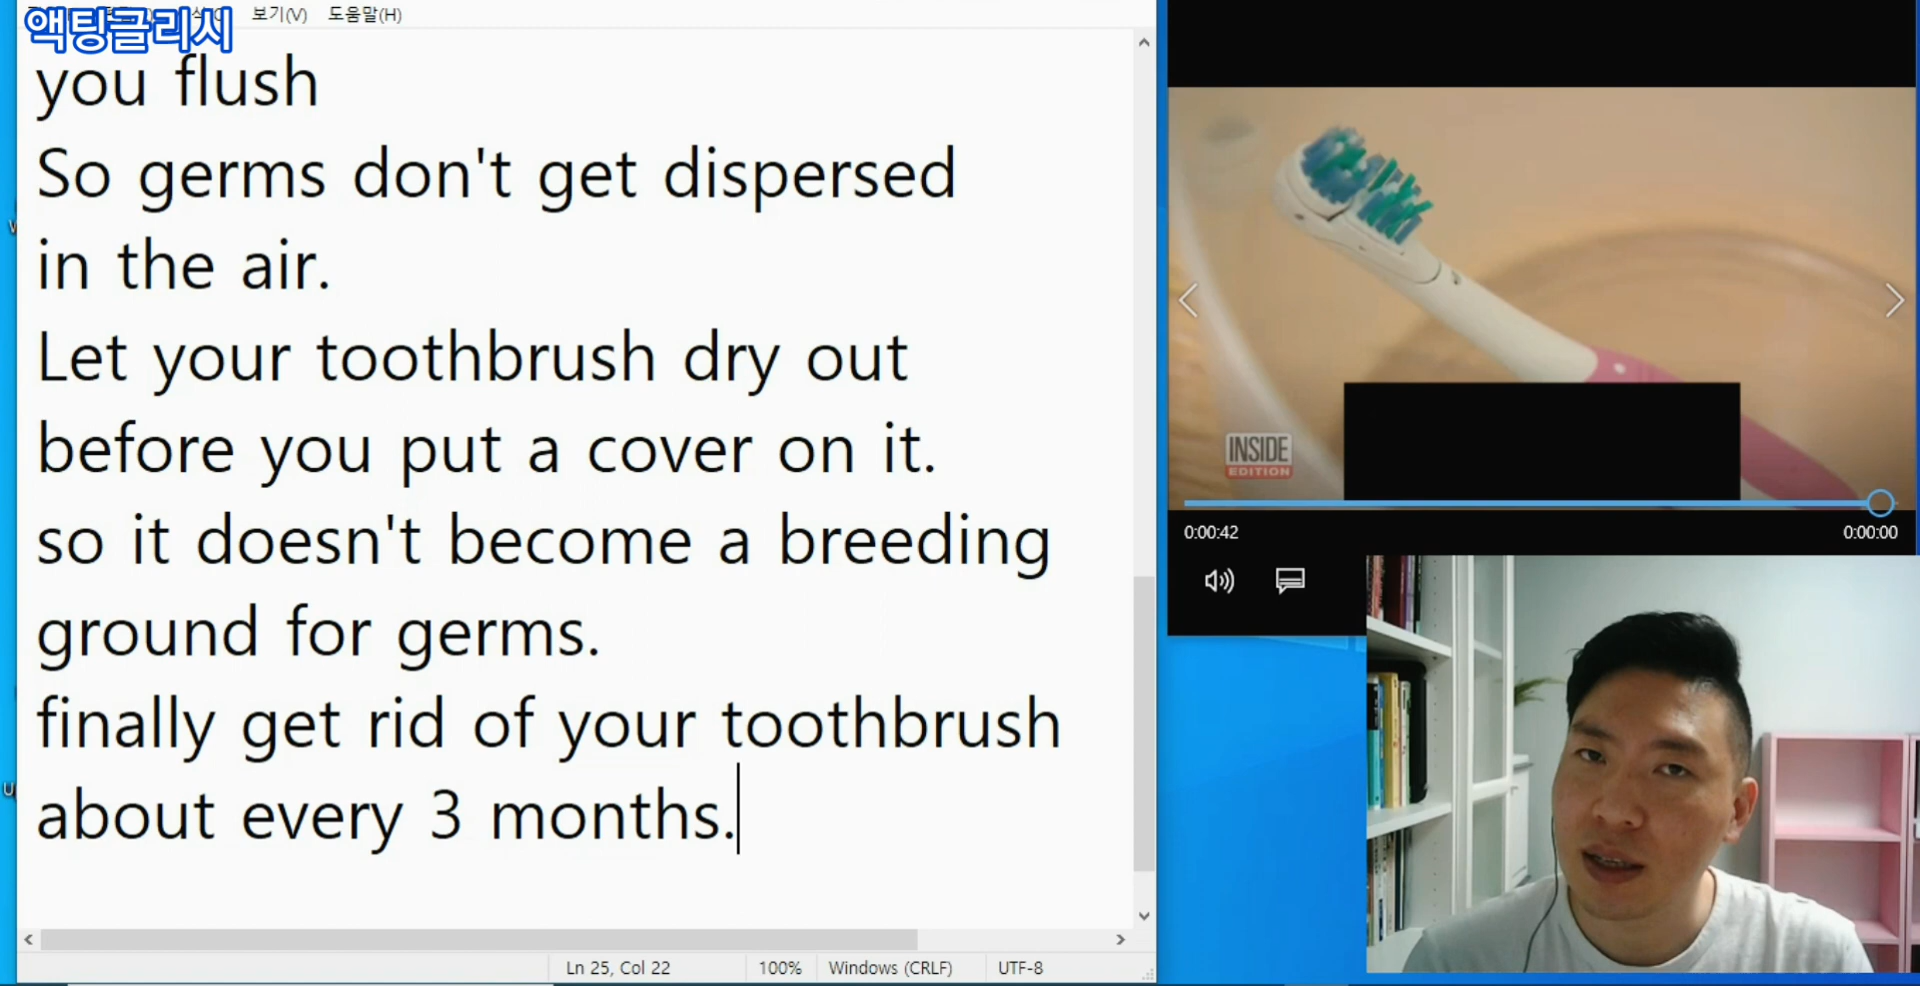 액팅글리시
보기(V) 도움말(H)
you flush
So germs don't get dispersed
in the air.
Let your toothbrush dry out
before you put a cover on it.
so it doesn't become a breeding
ground for germs.
finally get rid of your toothbrush
about every 3 months.
Ln 25, Col 22 100% Windows (CRLF) UTF-8
INSIDE
EDITION
0:00:42 0:00:00